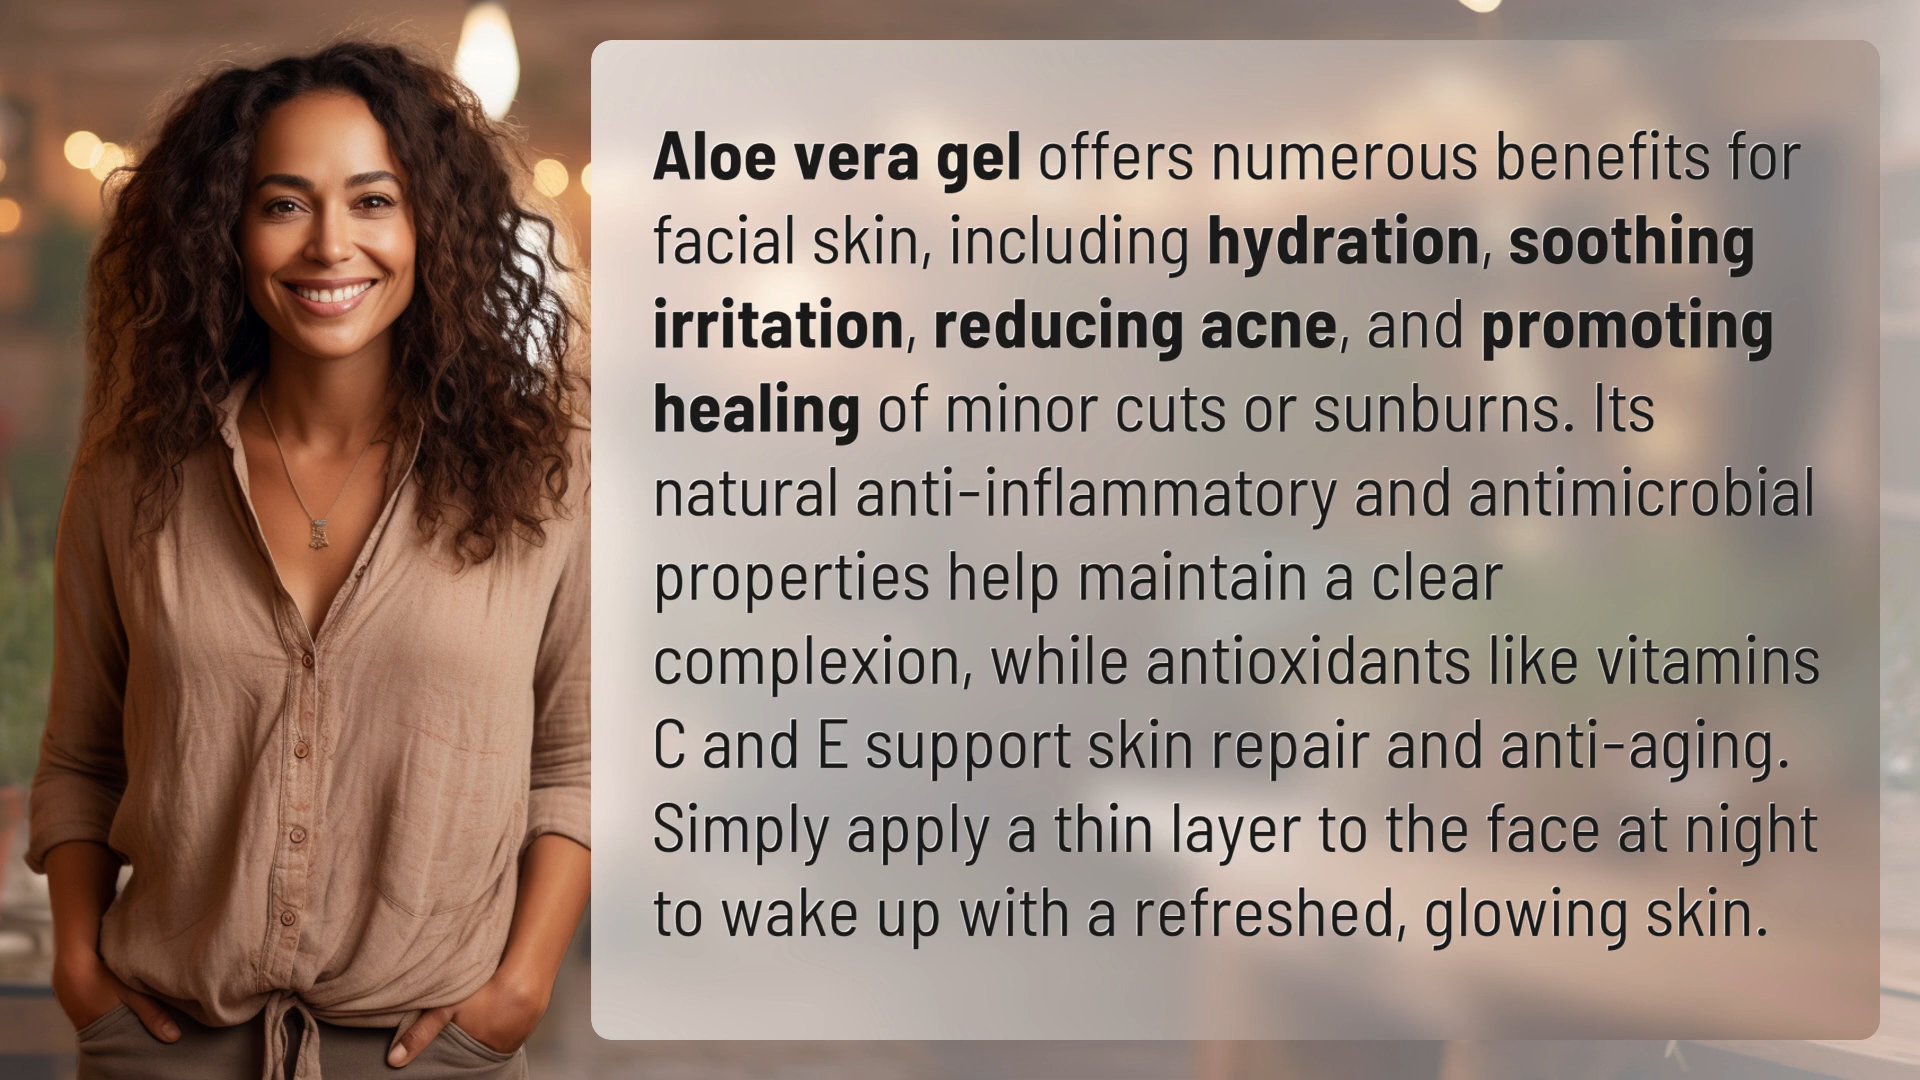 Aloe vera gel offers numerous benefits for
facial skin, including hydration, soothing
irritation, reducing acne, and promoting
healing of minor cuts or sunburns. Its
natural anti-inflammatory and antimicrobial
properties help maintain a clear
complexion, while antioxidants like vitamins
C and E support skin repair and anti-aging.
Simply apply a thin layer to the face at night
to wake up with a refreshed, glowing skin.